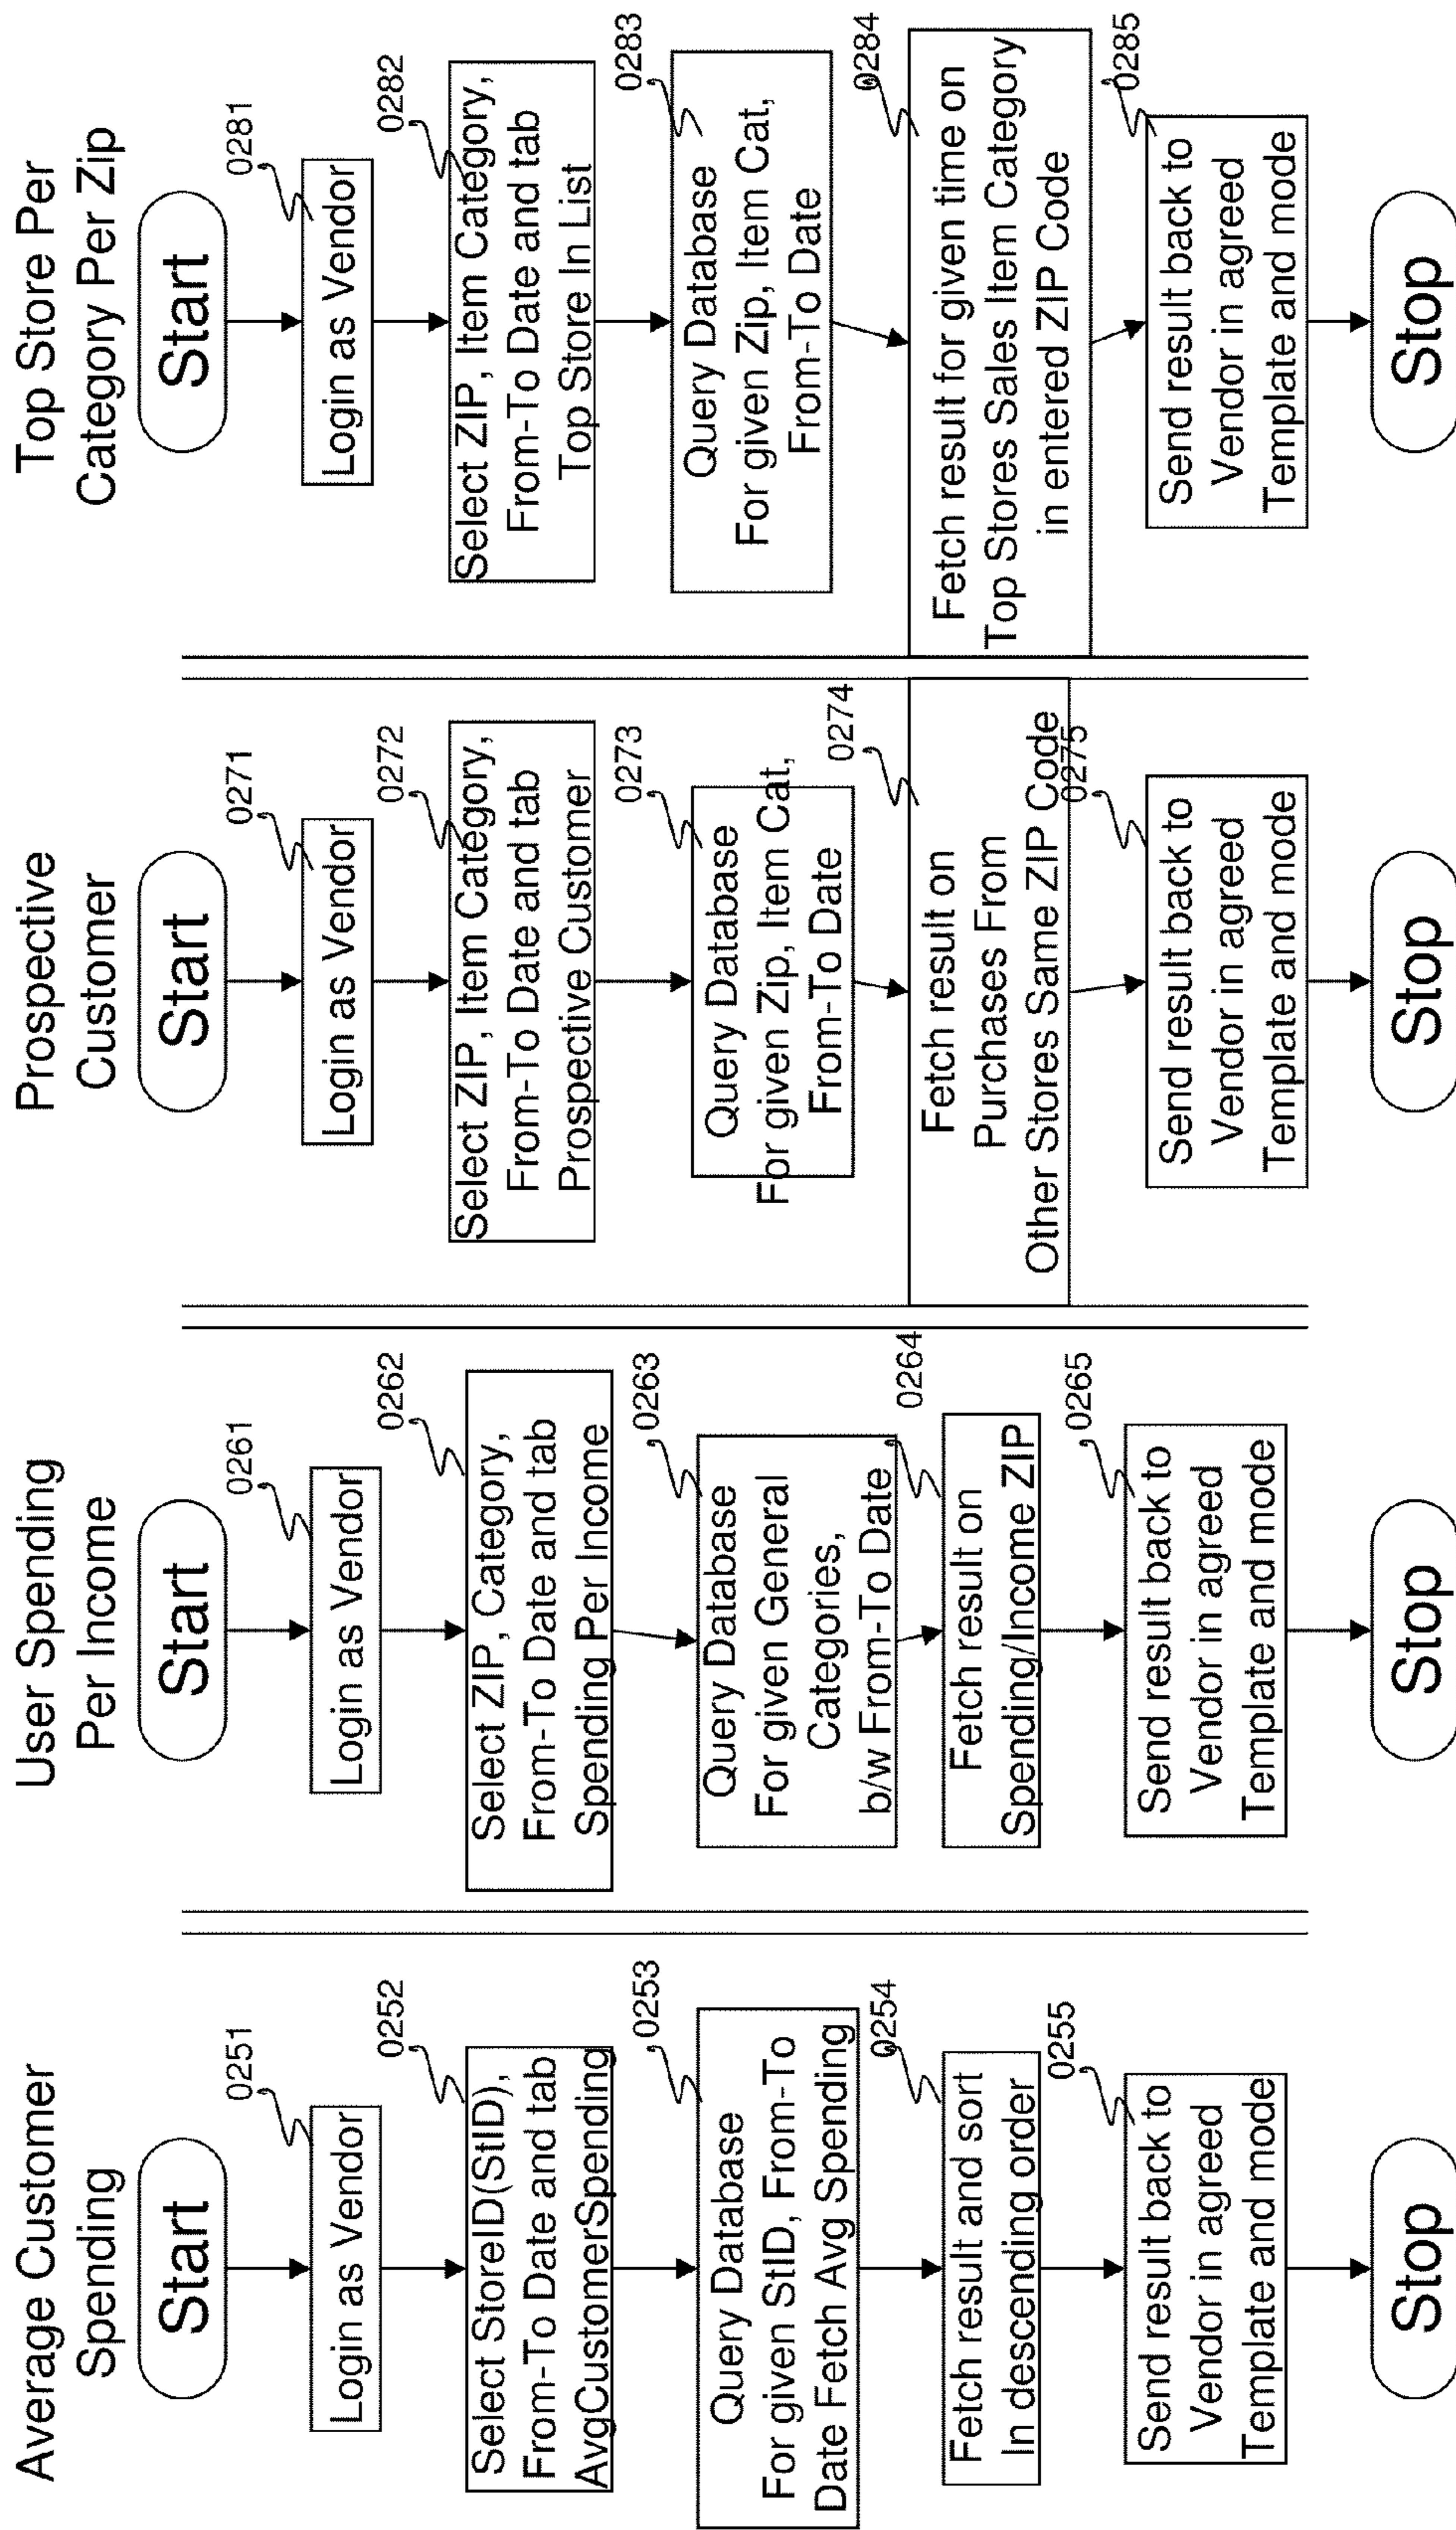 Average Customer
Spending
Start
0251
Login as Vendor
0252
Select StoreID(StID),
From-To Date and tab
AvgCustomerSpending
0253
Query Database
For given StID, From-To
Date Fetch Avg Spending
0254
Fetch result and sort
In descending order
0255
Send result back to
Vendor in agreed
Template and mode
Stop
User Spending
Per Income
Start
0261
Login as Vendor
0262
Select ZIP, Category,
From-To Date and tab
Spending Per Income
0263
Query Database
For given General
Categories,
b/w From-To Date
0264
Fetch result on
Spending/Income ZIP
0265
Send result back to
Vendor in agreed
Template and mode
Stop
Prospective
Customer
Start
0271
Login as Vendor
0272
Select ZIP, Item Category,
From-To Date and tab
Prospective Customer
0273
Query Database
For given Zip, Item Cat,
From-To Date
0274
Fetch result on
Purchases From
Other Stores Same ZIP Code
0275
Send result back to
Vendor in agreed
Template and mode
Stop
Top Store Per
Category Per Zip
Start
0281
Login as Vendor
0282
Select ZIP, Item Category,
From-To Date and tab
Top Store In List
0283
Query Database
For given Zip, Item Cat,
From-To Date
0284
Fetch result for given time on
Top Stores Sales Item Category
in entered ZIP Code
0285
Send result back to
Vendor in agreed
Template and mode
Stop